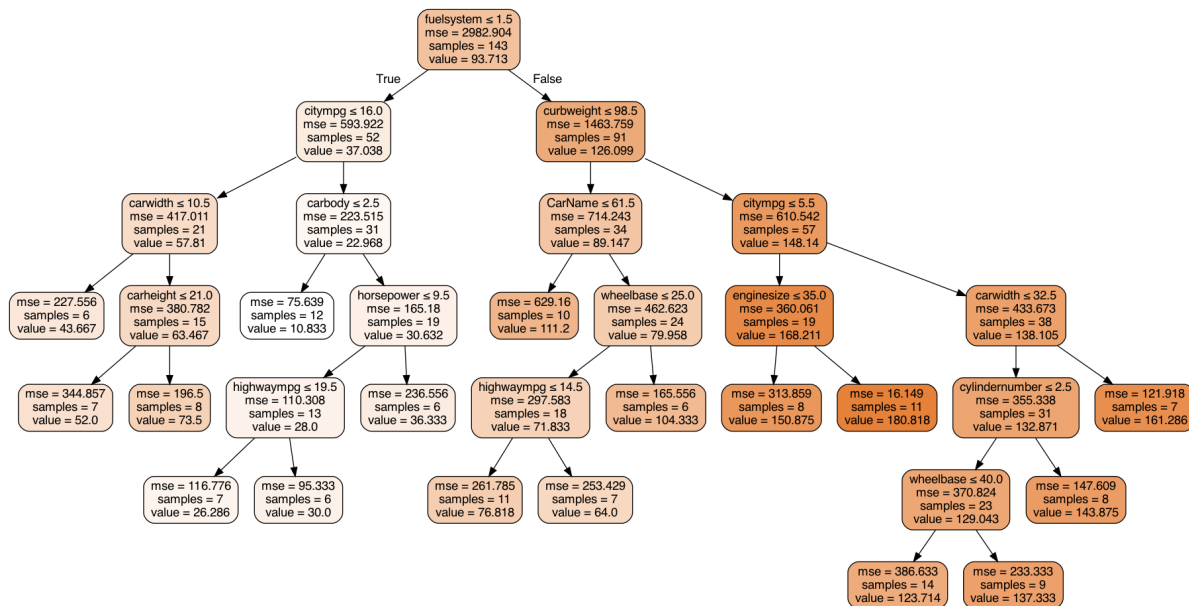 fuelsystem ≤ 1.5
mse = 2982.904
samples = 143
value = 93.713
True
False
citympg ≤ 16.0
mse = 593.922
samples = 52
value = 37.038
curbweight ≤ 98.5
mse = 1463.759
samples = 91
value = 126.099
carwidth ≤ 10.5
mse = 417.011
samples = 21
value = 57.81
carbody ≤ 2.5
mse = 223.515
samples = 31
value = 22.968
CarName ≤ 61.5
mse = 714.243
samples = 34
value = 89.147
citympg ≤ 5.5
mse = 610.542
samples = 57
value = 148.14
mse = 227.556
samples = 6
value = 43.667
carheight ≤ 21.0
mse = 380.782
samples = 15
value = 63.467
mse = 75.639
samples = 12
value = 10.833
horsepower ≤ 9.5
mse = 165.18
samples = 19
value = 30.632
mse = 629.16
samples = 10
value = 111.2
wheelbase ≤ 25.0
mse = 462.623
samples = 24
value = 79.958
enginesize ≤ 35.0
mse = 360.061
samples = 19
value = 168.211
carwidth ≤ 32.5
mse = 433.673
samples = 38
value = 138.105
mse = 344.857
samples = 7
value = 52.0
mse = 196.5
samples = 8
value = 73.5
highwaympg ≤ 19.5
mse = 110.308
samples = 13
value = 28.0
mse = 236.556
samples = 6
value = 36.333
highwaympg ≤ 14.5
mse = 297.583
samples = 18
value = 71.833
mse = 165.556
samples = 6
value = 104.333
mse = 313.859
samples = 8
value = 150.875
mse = 16.149
samples = 11
value = 180.818
cylindernumber ≤ 2.5
mse = 355.338
samples = 31
value = 132.871
mse = 121.918
samples = 7
value = 161.286
mse = 116.776
samples = 7
value = 26.286
mse = 95.333
samples = 6
value = 30.0
mse = 261.785
samples = 11
value = 76.818
mse = 253.429
samples = 7
value = 64.0
wheelbase ≤ 40.0
mse = 370.824
samples = 23
value = 129.043
mse = 147.609
samples = 8
value = 143.875
mse = 386.633
samples = 14
value = 123.714
mse = 233.333
samples = 9
value = 137.333